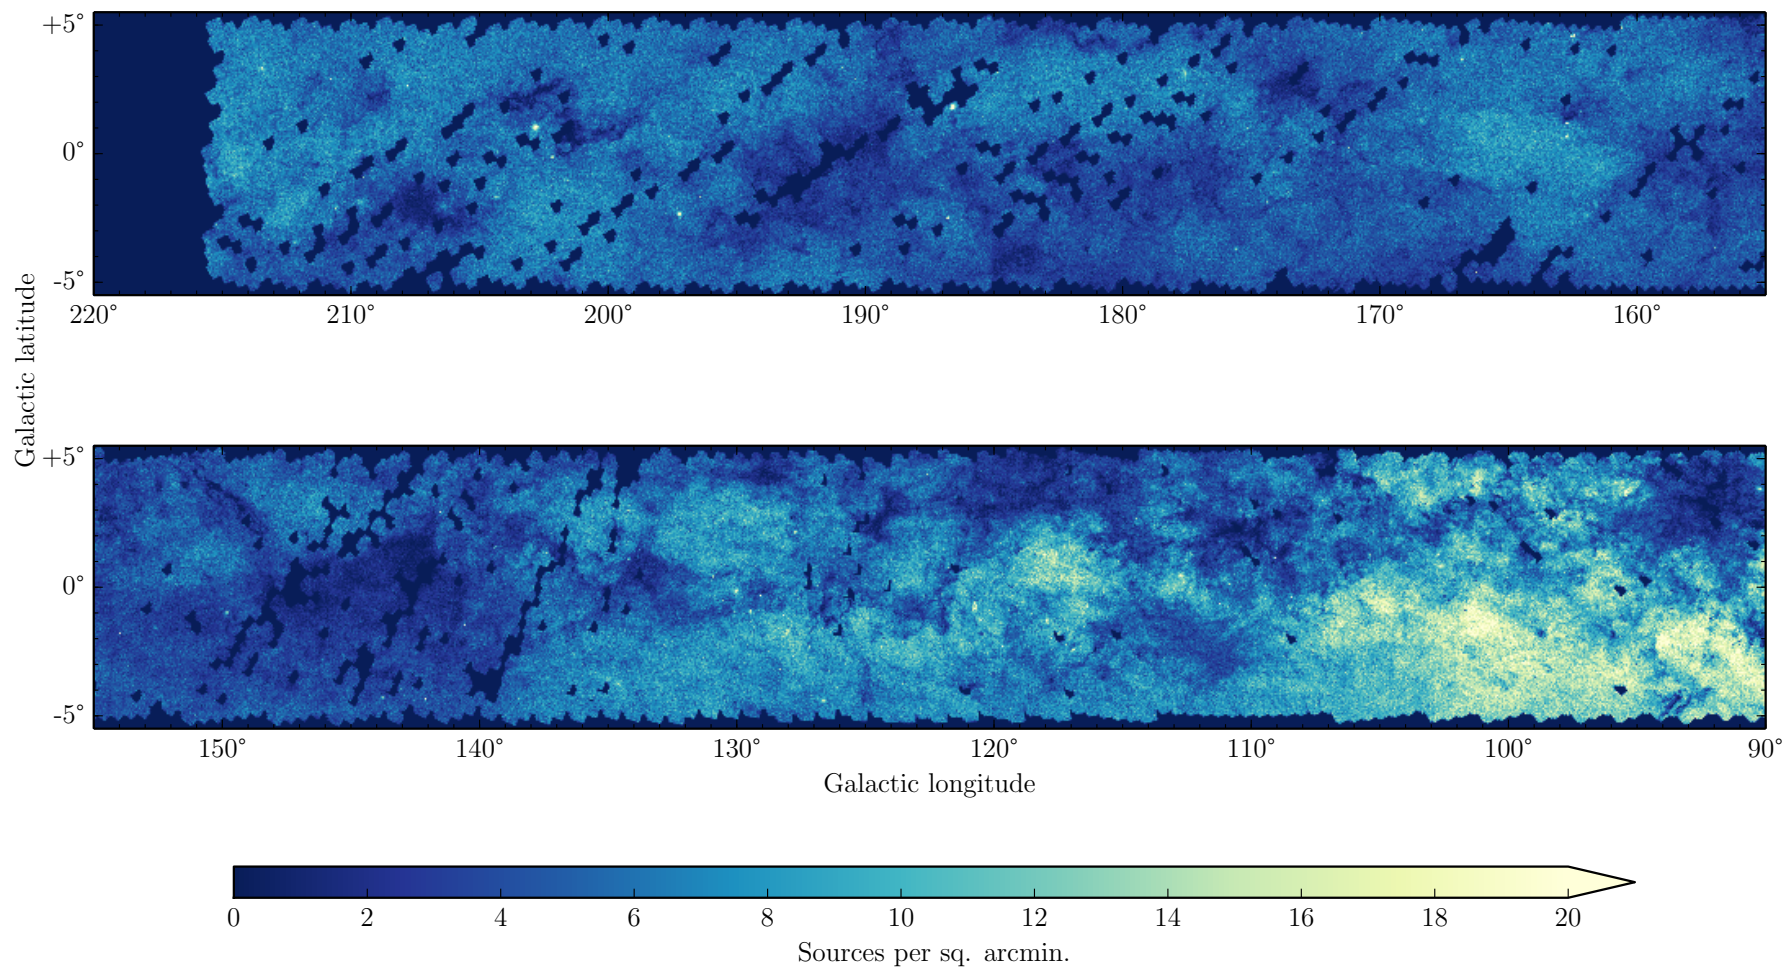 +5°
0°
-5°
220° 210° 200° 190° 180° 170° 160°
Galactic latitude
+5°
0°
-5°
150° 140° 130° 120° 110° 100° 90°
Galactic longitude
0 2 4 6 8 10 12 14 16 18 20
Sources per sq. arcmin.